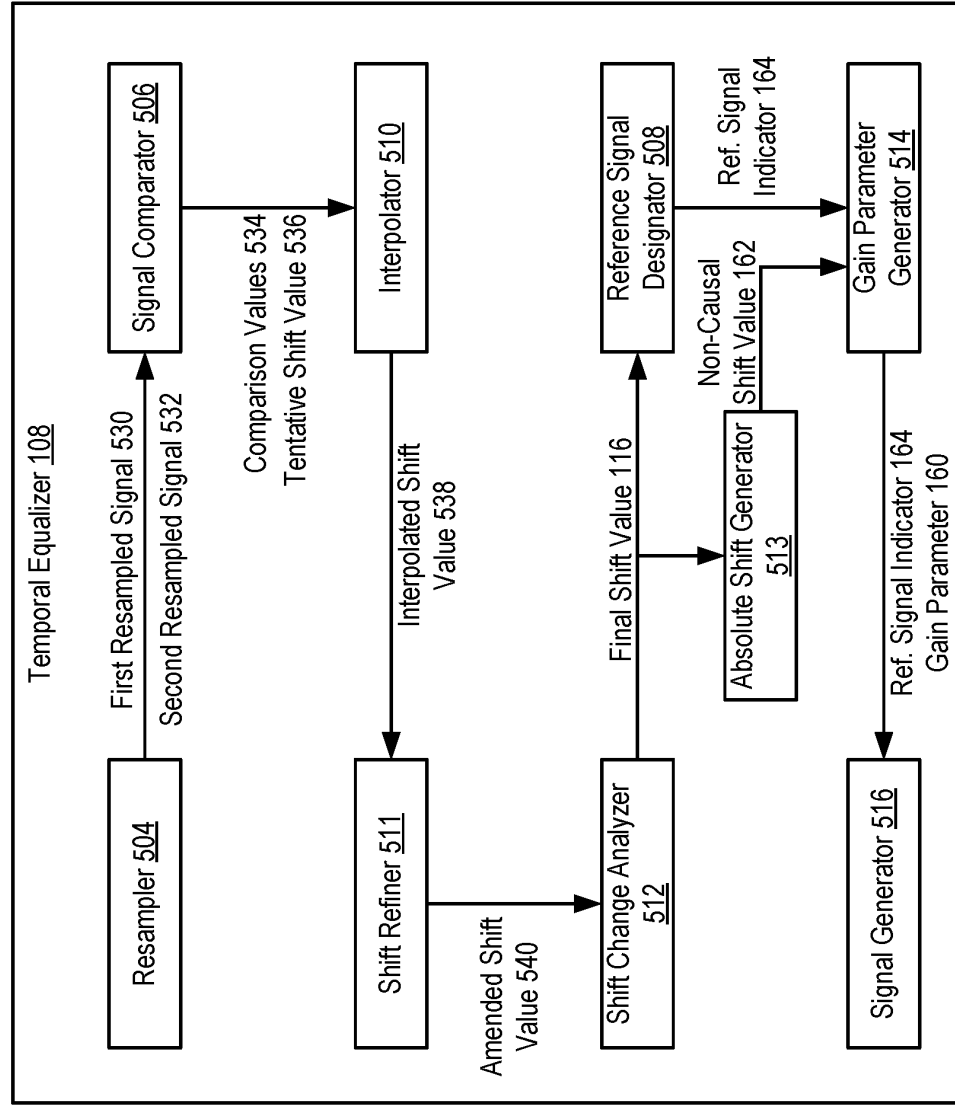 Temporal Equalizer 108
Resampler 504
First Resampled Signal 530
Second Resampled Signal 532
Signal Comparator 506
Comparison Values 534
Tentative Shift Value 536
Shift Refiner 511
Interpolated Shift
Value 538
Interpolator 510
Amended Shift
Value 540
Shift Change Analyzer
512
Final Shift Value 116
Reference Signal
Designator 508
Absolute Shift Generator
513
Non-Causal
Shift Value 162
Ref. Signal
Indicator 164
Signal Generator 516
Ref. Signal Indicator 164
Gain Parameter 160
Gain Parameter
Generator 514